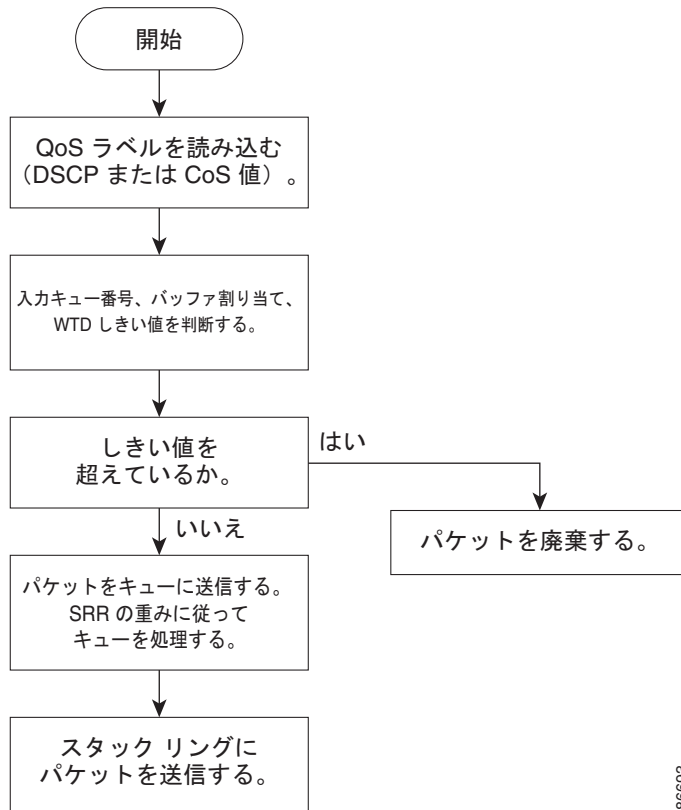 開始
QoS ラベルを読み込む
（DSCP または CoS 値）。
入力キュー番号、バッファ割り当て、
WTD しきい値を判断する。
しきい値を
超えているか。
はい
いいえ
パケットを廃棄する。
パケットをキューに送信する。
SRR の重みに従って
キューを処理する。
スタック リングに
パケットを送信する。